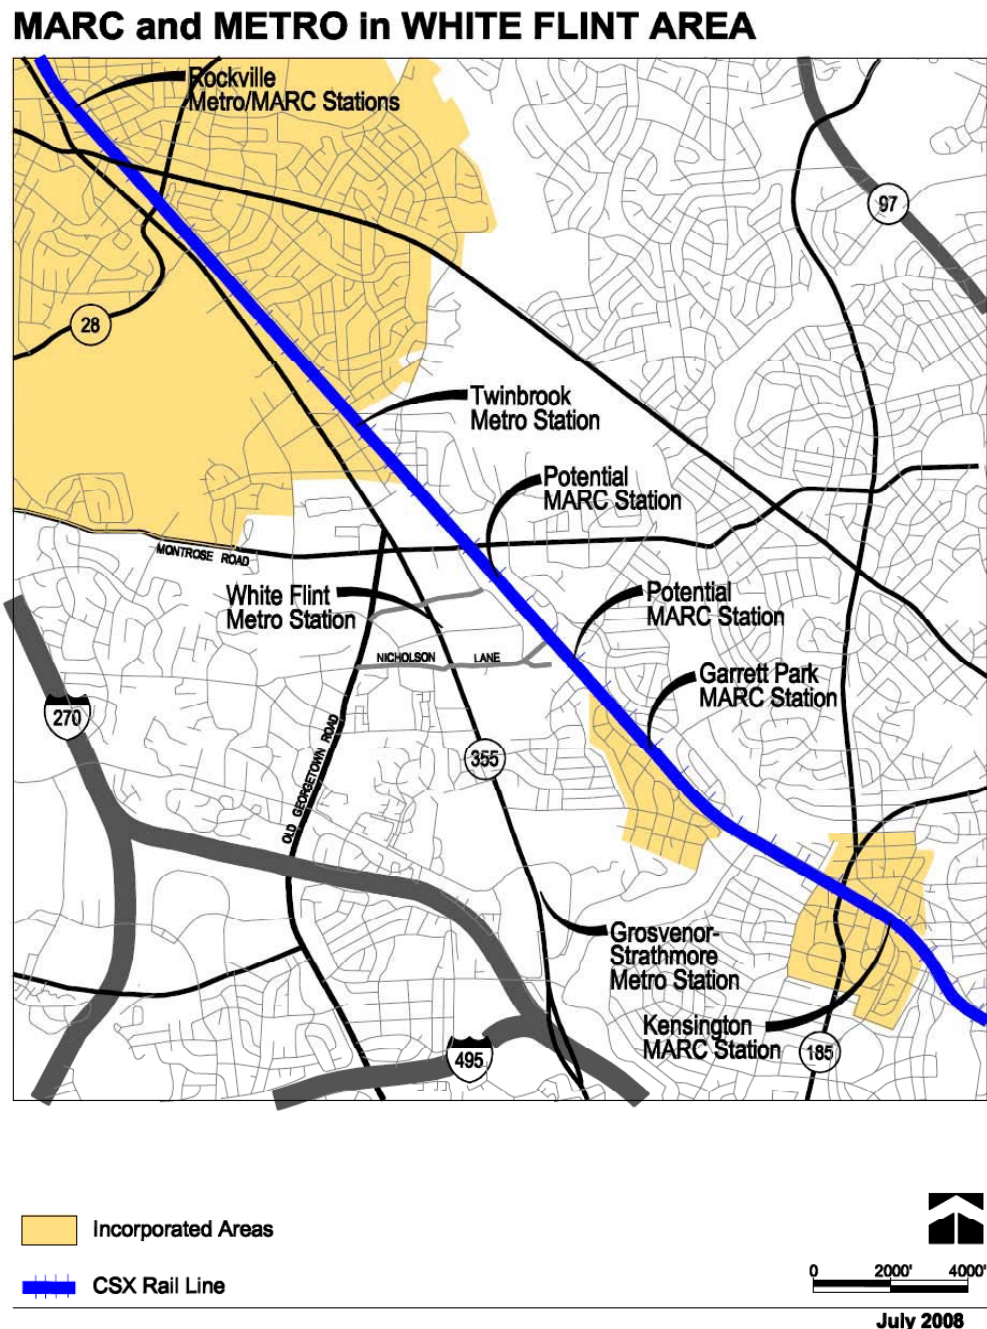 MARC and METRO in WHITE FLINT AREA
Rockville
Metro/MARC Stations
97
28
Twinbrook
Metro Station
Potential
MARC Station
MONTROSE ROAD
White Flint
Metro Station
Potential
MARC Station
NICHOLSON LANE
Garrett Park
MARC Station
270
OLD GEORGETOWN ROAD
355
Grosvenor-
Strathmore
Metro Station
Kensington
MARC Station
185
495
Incorporated Areas
CSX Rail Line
0 2000' 4000'
July 2008